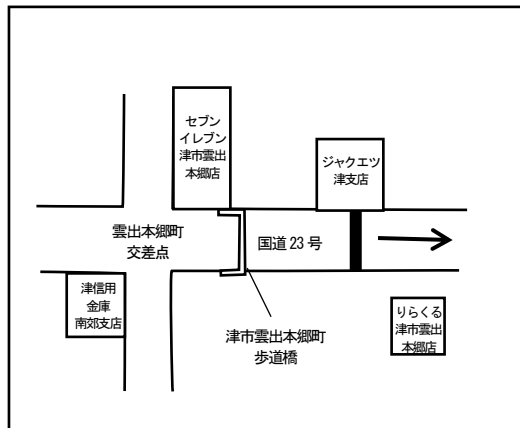 セブン
イレブン
津市雲出
本郷店
ジャクエツ
津支店
雲出本郷町
交差点
国道23号
津信用
金庫
南郊支店
りらくる
津市雲出
本郷店
津市雲出本郷町
歩道橋